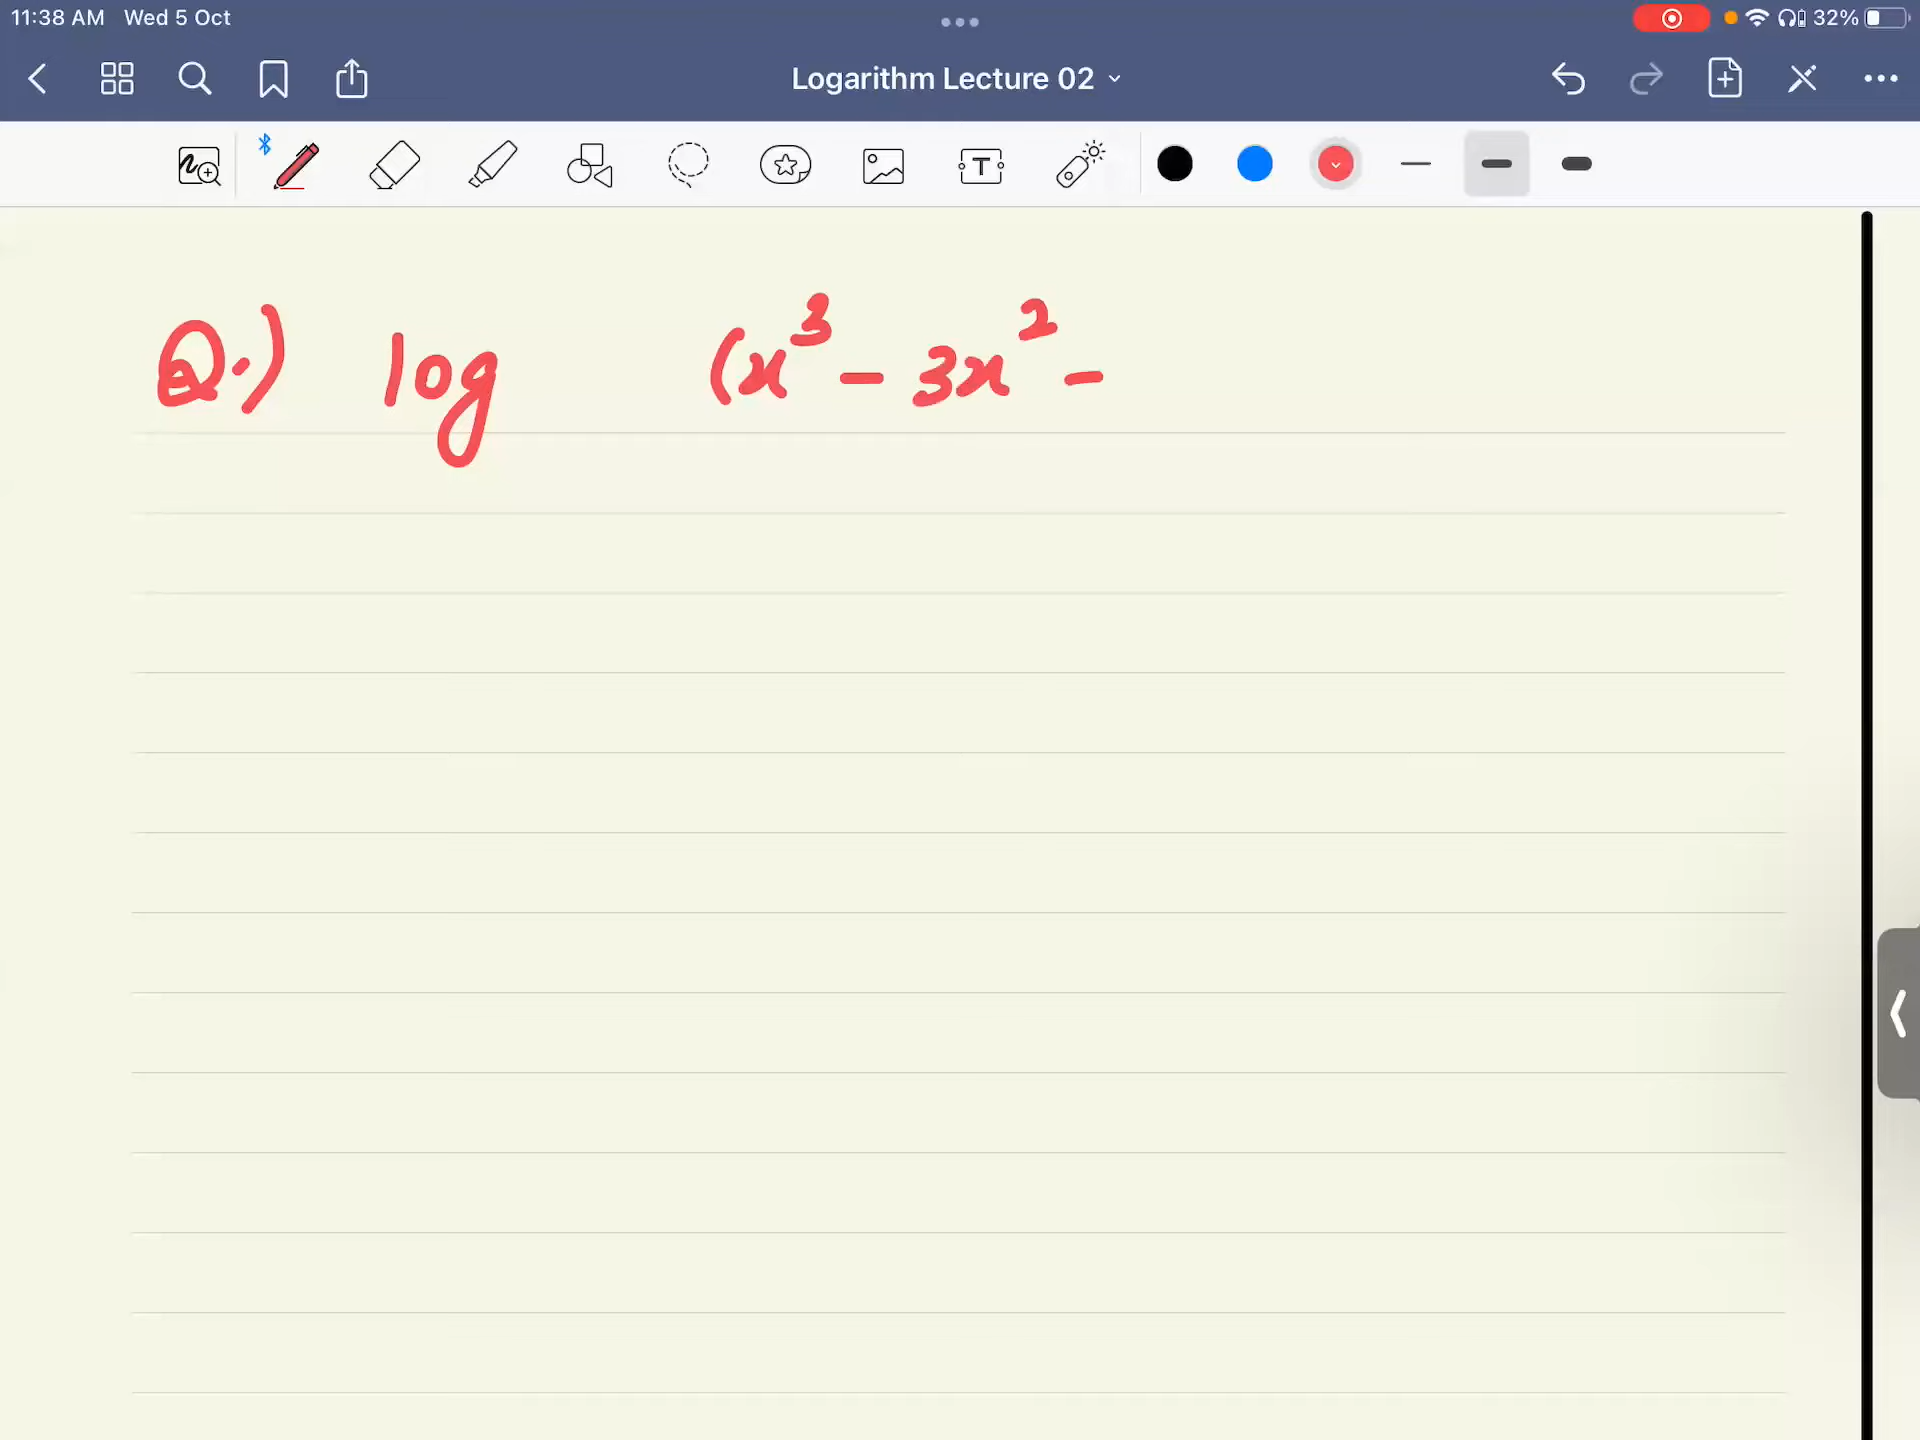 11:38 AM Wed 5 Oct
32%
Logarithm Lecture 02
T
Q.) log (x³ - 3x² -